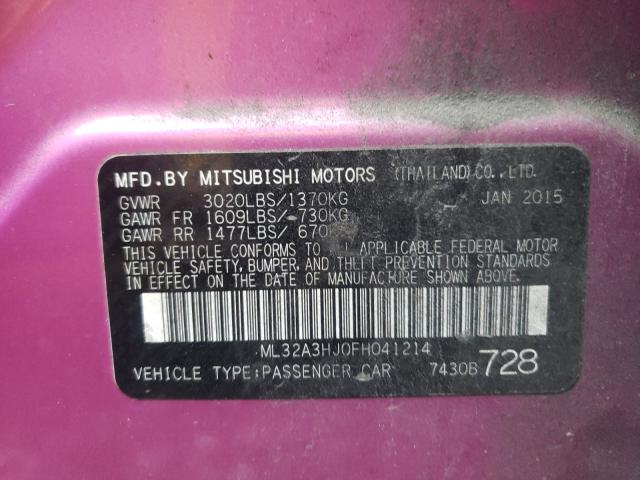 MFD.BY MITSUBISHI MOTORS (THAILAND)CO.,LTD.
GVWR 3020LBS/1370KG JAN 2015
GAWR FR 1609LBS/ 730KG
GAWR RR 1477LBS/ 670
THIS VEHICLE CONFORMS TO APPLICABLE FEDERAL MOTOR
VEHICLE SAFETY, BUMPER, AND THEFT PREVENTION STANDARDS
IN EFFECT ON THE DATE OF MANUFACTURE SHOWN ABOVE.
ML32A3HJ0FH041214
VEHICLE TYPE:PASSENGER CAR 7430B 728